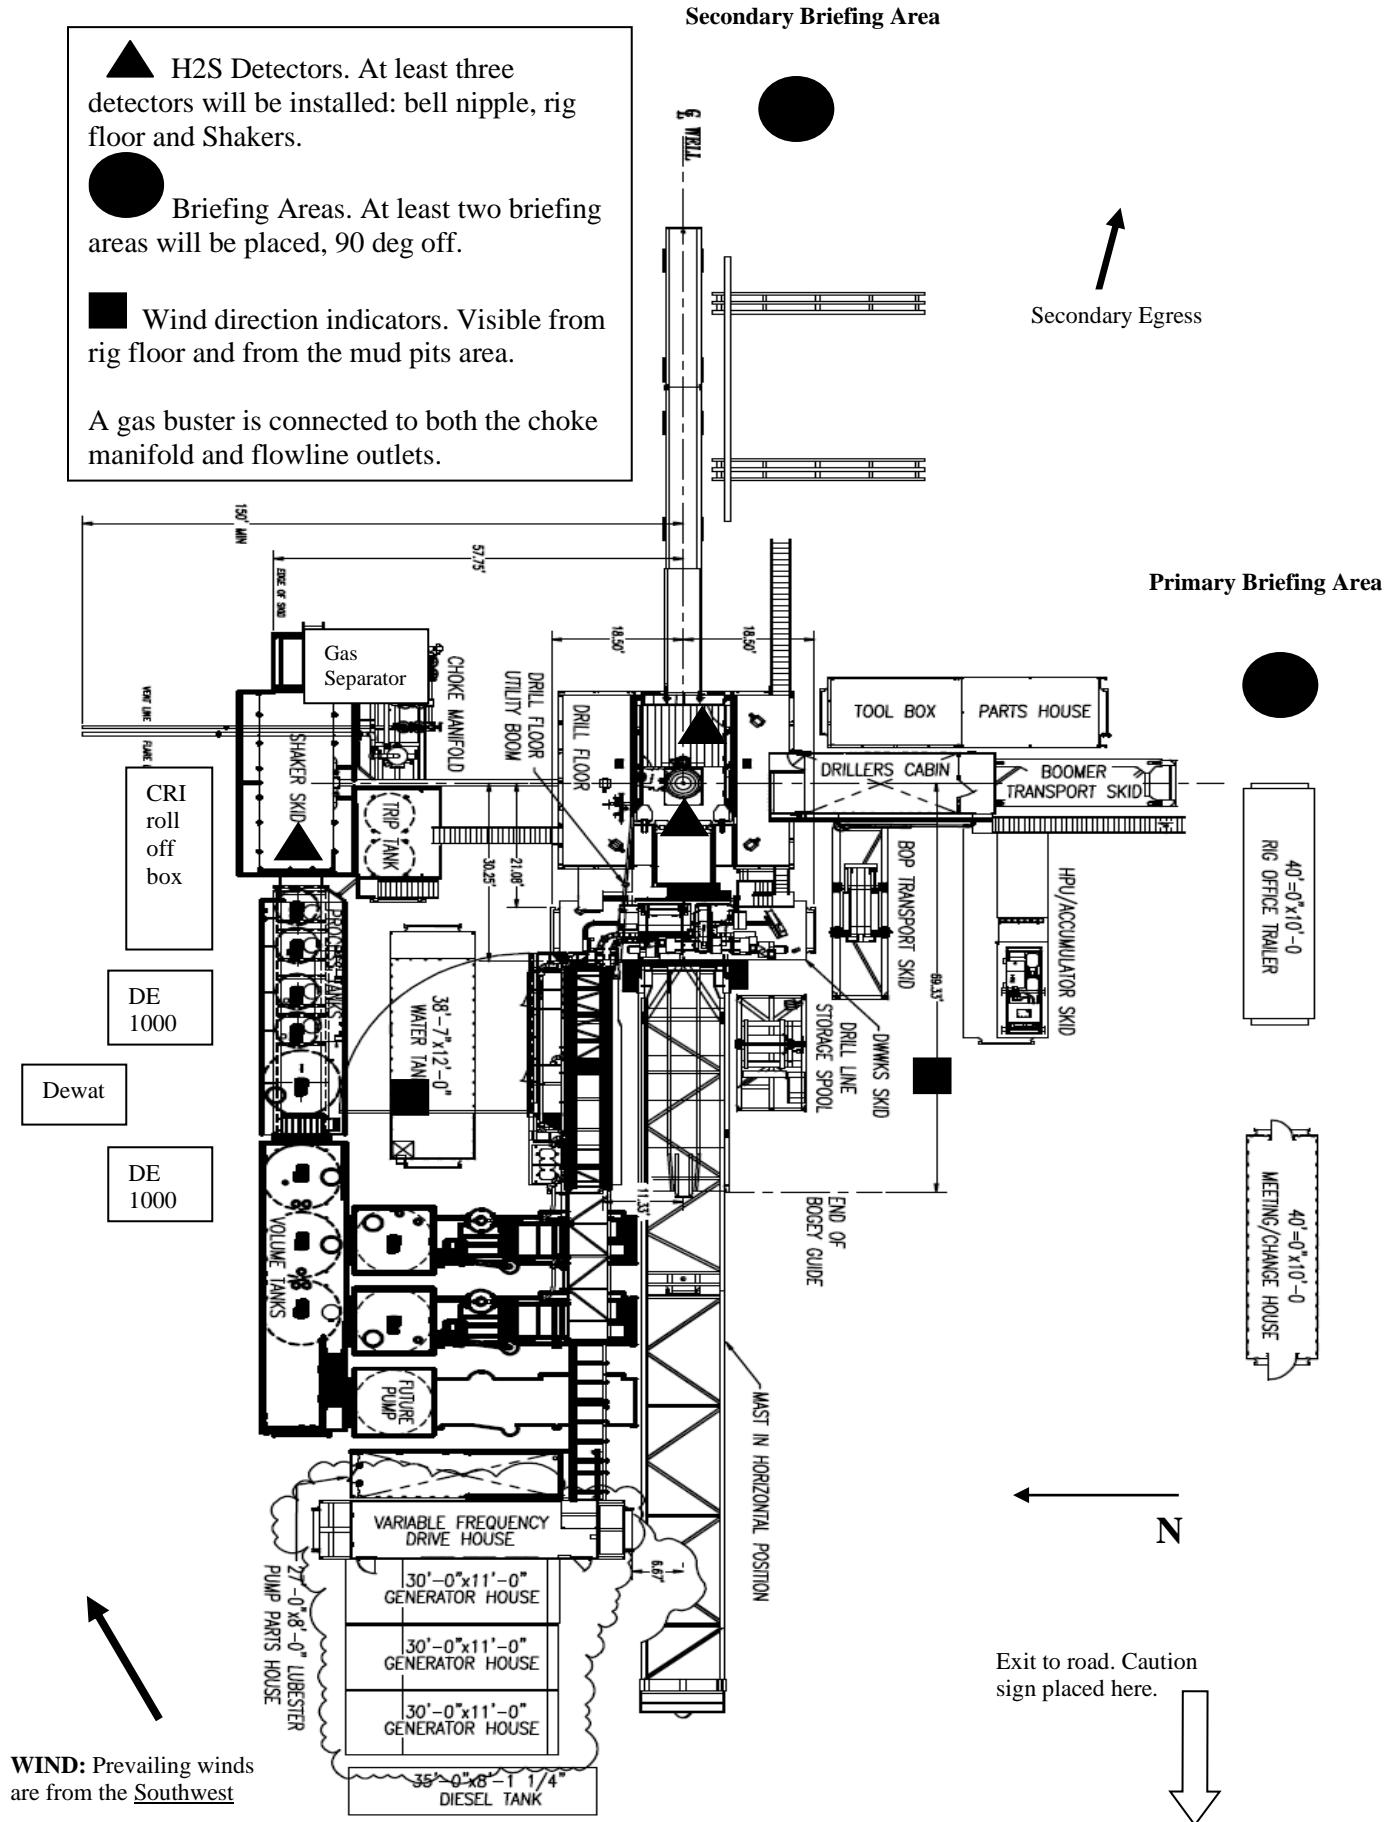 Secondary Briefing Area
H2S Detectors. At least three
detectors will be installed: bell nipple, rig
floor and Shakers.
Briefing Areas. At least two briefing
areas will be placed, 90 deg off.
Wind direction indicators. Visible from
rig floor and from the mud pits area.
A gas buster is connected to both the choke
manifold and flowline outlets.
WELL
Secondary Egress
150' MIN
57.75'
EDGE OF SKID
Primary Briefing Area
18.50'
18.50'
Gas
Separator
CHOKE MANIFOLD
DRILL FLOOR
UTILITY BOOM
DRILL FLOOR
TOOL BOX
PARTS HOUSE
VENT LINE
SHAKER SKID
DRILLERS CABIN
BOOMER
TRANSPORT SKID
CRI
roll
off
box
TRIP TANK
30.25'
21.08'
BOP TRANSPORT SKID
HPU/ACCUMULATOR SKID
40'=0"x10'-0
RIG OFFICE TRAILER
PROCESS TANKS
DE
1000
38'-7"x12'-0"
WATER TAN
69.33'
DWWKS SKID
DRILL LINE
STORAGE SPOOL
Dewat
DE
1000
11.33'
END OF
BOGEY GUIDE
40'=0"x10'-0
MEETING/CHANGE HOUSE
VOLUME TANKS
FUTURE
PUMP
MAST IN HORIZONTAL POSITION
N
VARIABLE FREQUENCY
DRIVE HOUSE
6.67'
27'-0"x8'-0" LUBESTER
PUMP PARTS HOUSE
30'-0"x11'-0"
GENERATOR HOUSE
30'-0"x11'-0"
GENERATOR HOUSE
30'-0"x11'-0"
GENERATOR HOUSE
Exit to road. Caution
sign placed here.
WIND: Prevailing winds
are from the Southwest
35'-0"x8'-1 1/4"
DIESEL TANK